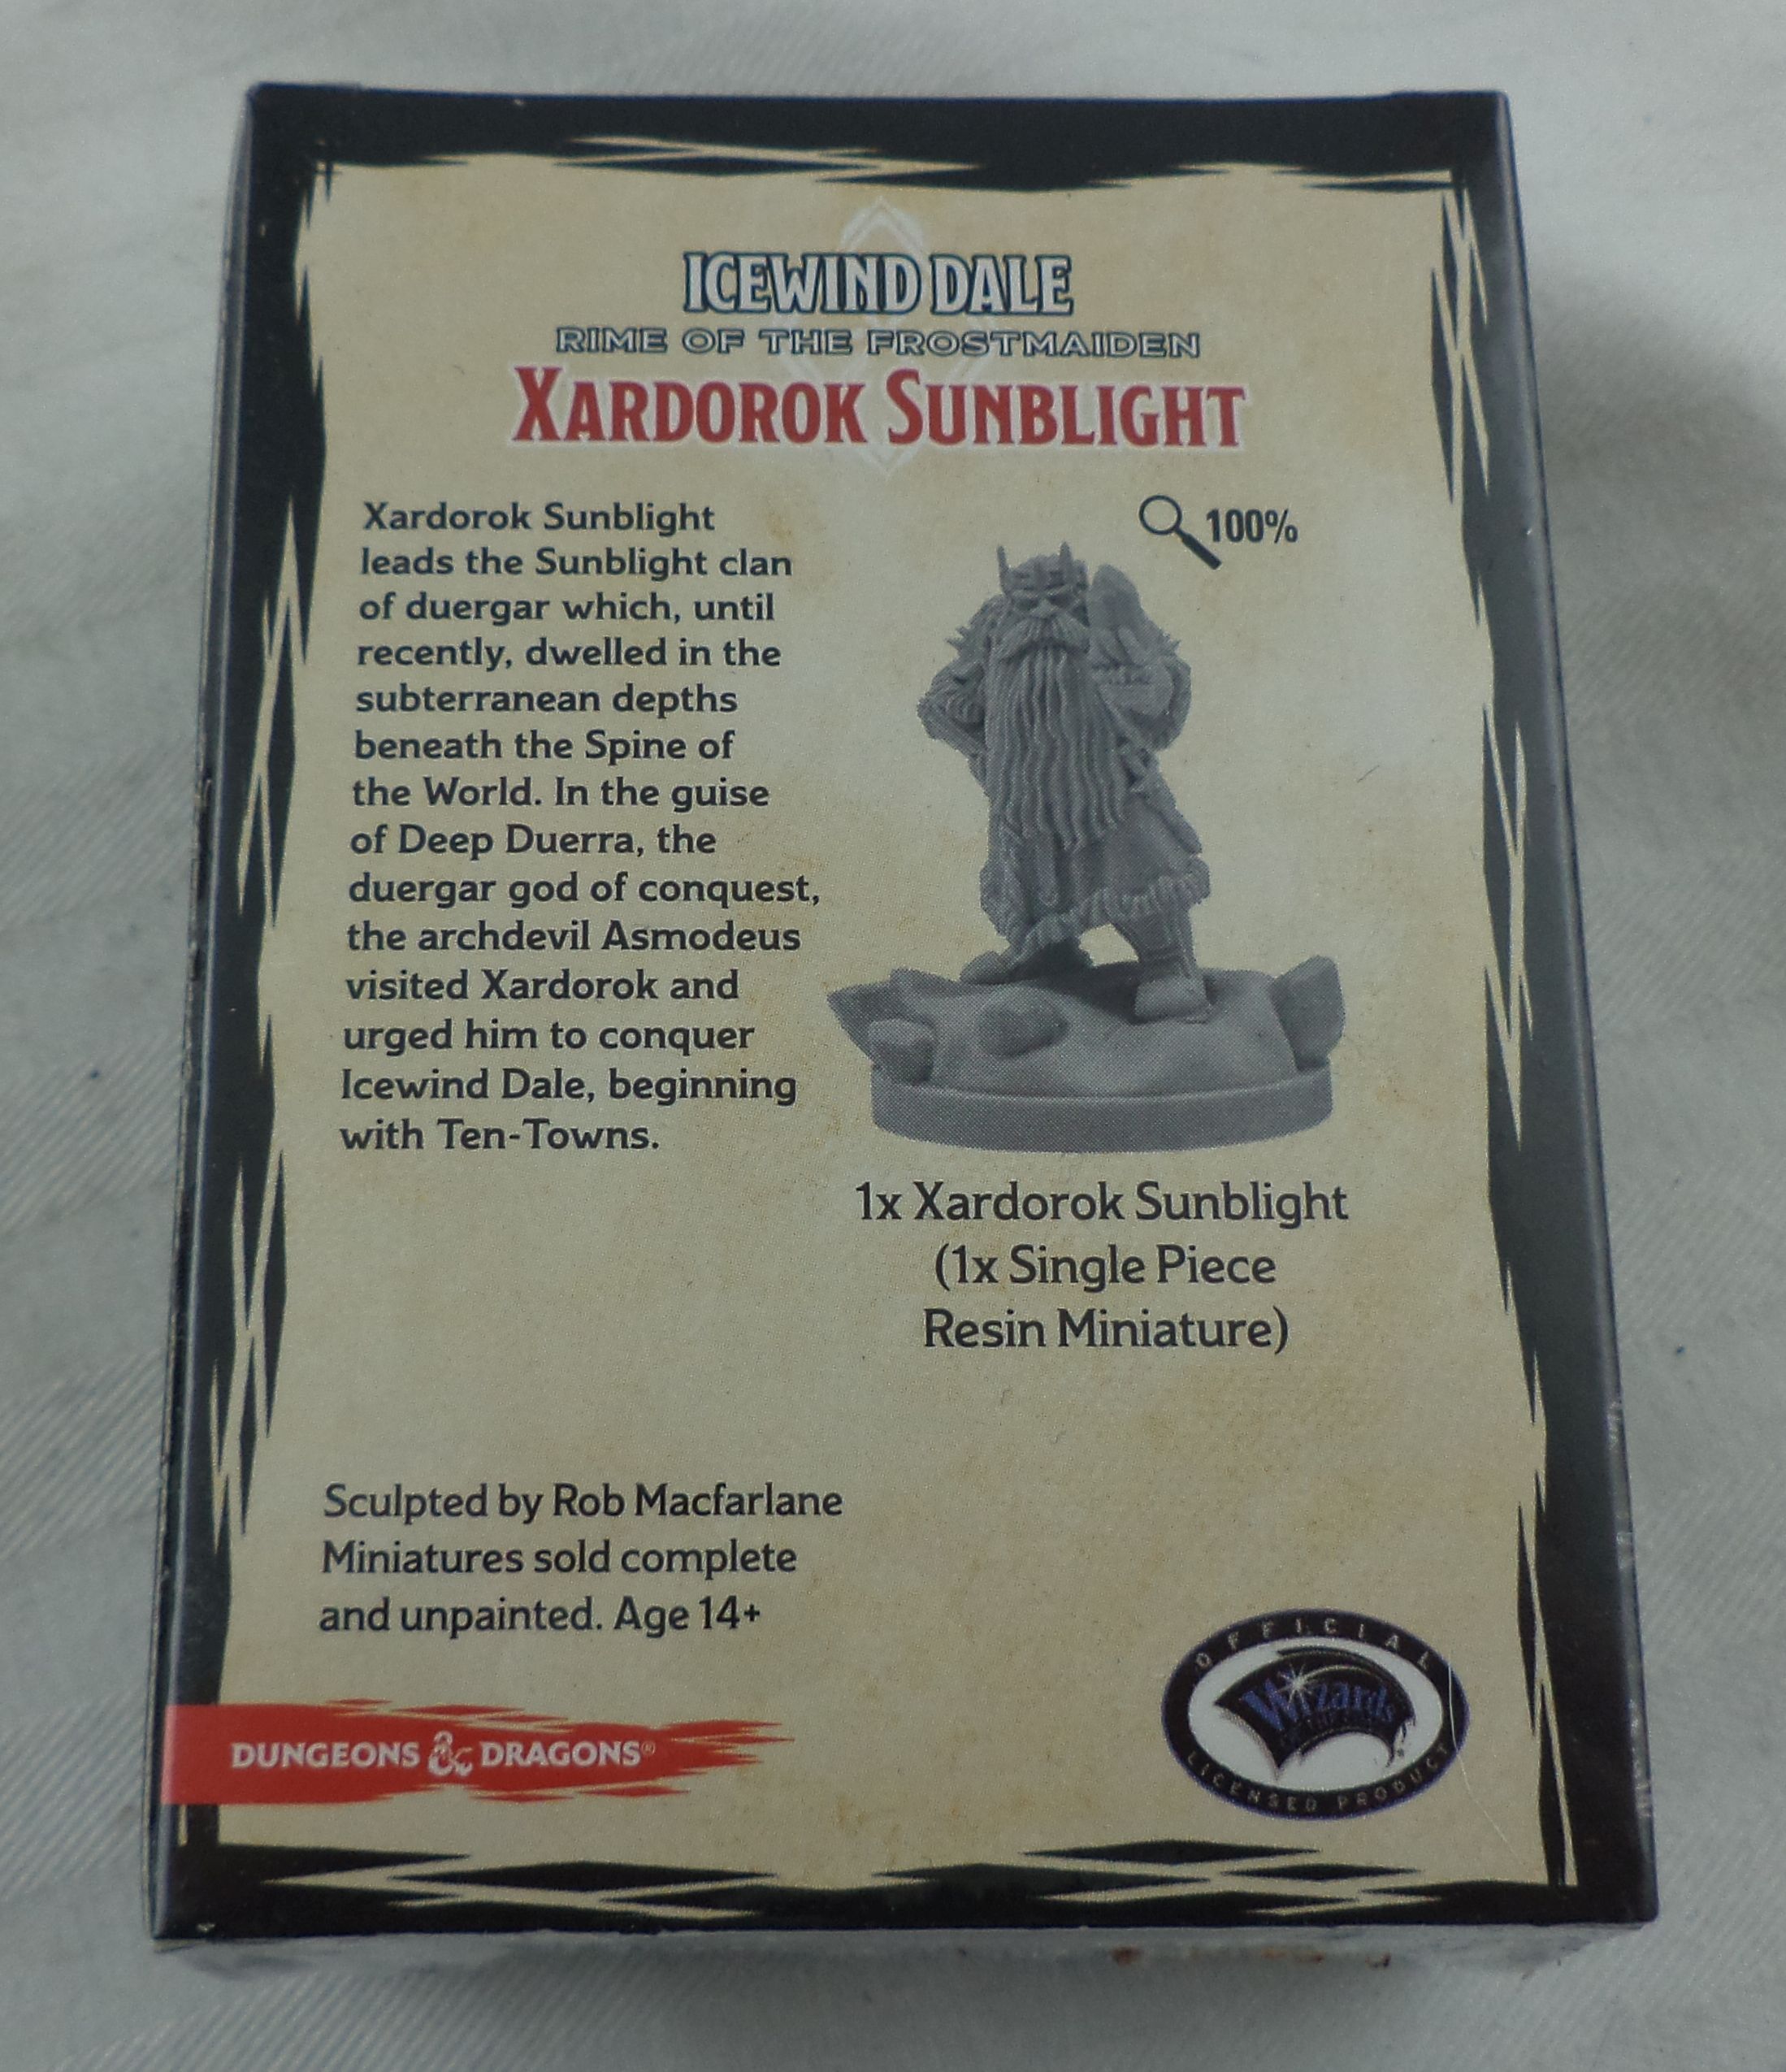 ICEWIND DALE
RIME OF THE FROSTMAIDEN
XARDOROK SUNBLIGHT
Xardorok Sunblight
leads the Sunblight clan
of duergar which, until
recently, dwelled in the
subterranean depths
beneath the Spine of
the World. In the guise
of Deep Duerra, the
duergar god of conquest,
the archdevil Asmodeus
visited Xardorok and
urged him to conquer
Icewind Dale, beginning
with Ten-Towns.
100%
1x Xardorok Sunblight
(1x Single Piece
Resin Miniature)
Sculpted by Rob Macfarlane
Miniatures sold complete
and unpainted. Age 14+
DUNGEONS & DRAGONS®
OFFICIAL
Wizards
LICENSED PRODUCT